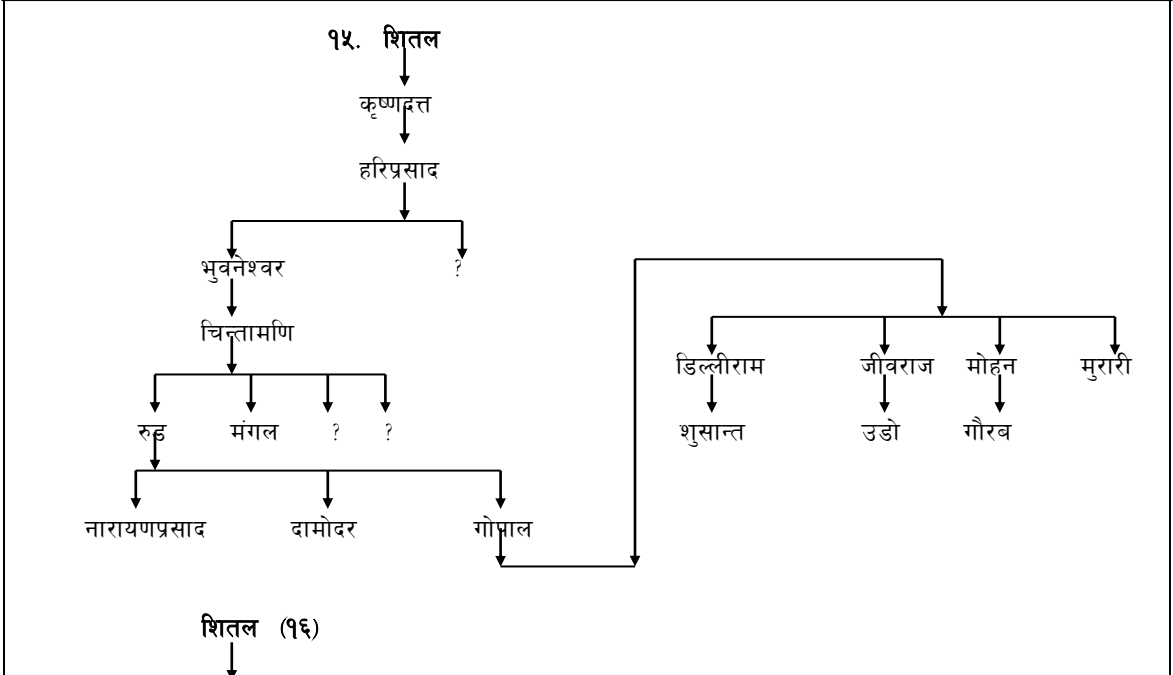 १५. शितल
कृष्णदत्त
हरिप्रसाद
भुवनेश्वर ?
चिन्तामणि
डिल्लीराम जीवराज मोहन मुरारी
रुद्र मंगल ? ?
शुसान्त उडो गौरब
नारायणप्रसाद दामोदर गोपाल
शितल (१६)